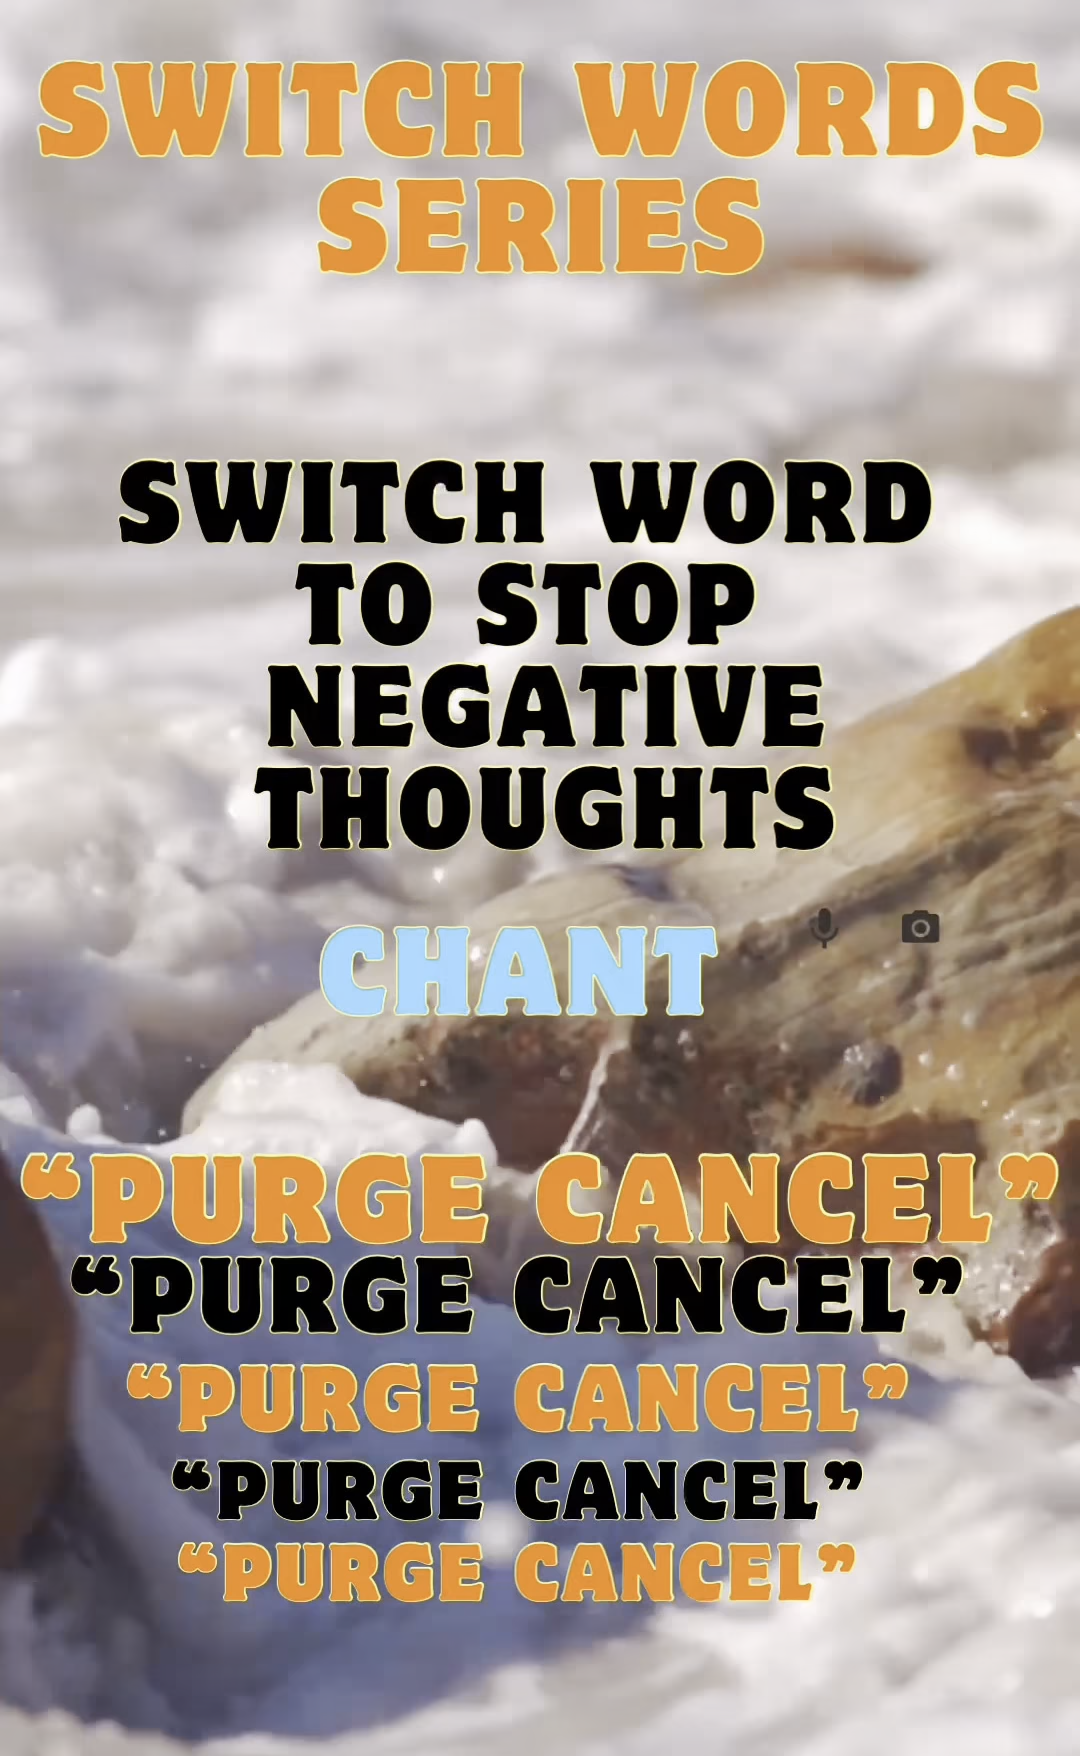 SWITCH WORDS
SERIES
SWITCH WORD
TO STOP
NEGATIVE
THOUGHTS
CHANT
“PURGE CANCEL”
“PURGE CANCEL”
“PURGE CANCEL”
“PURGE CANCEL”
“PURGE CANCEL”